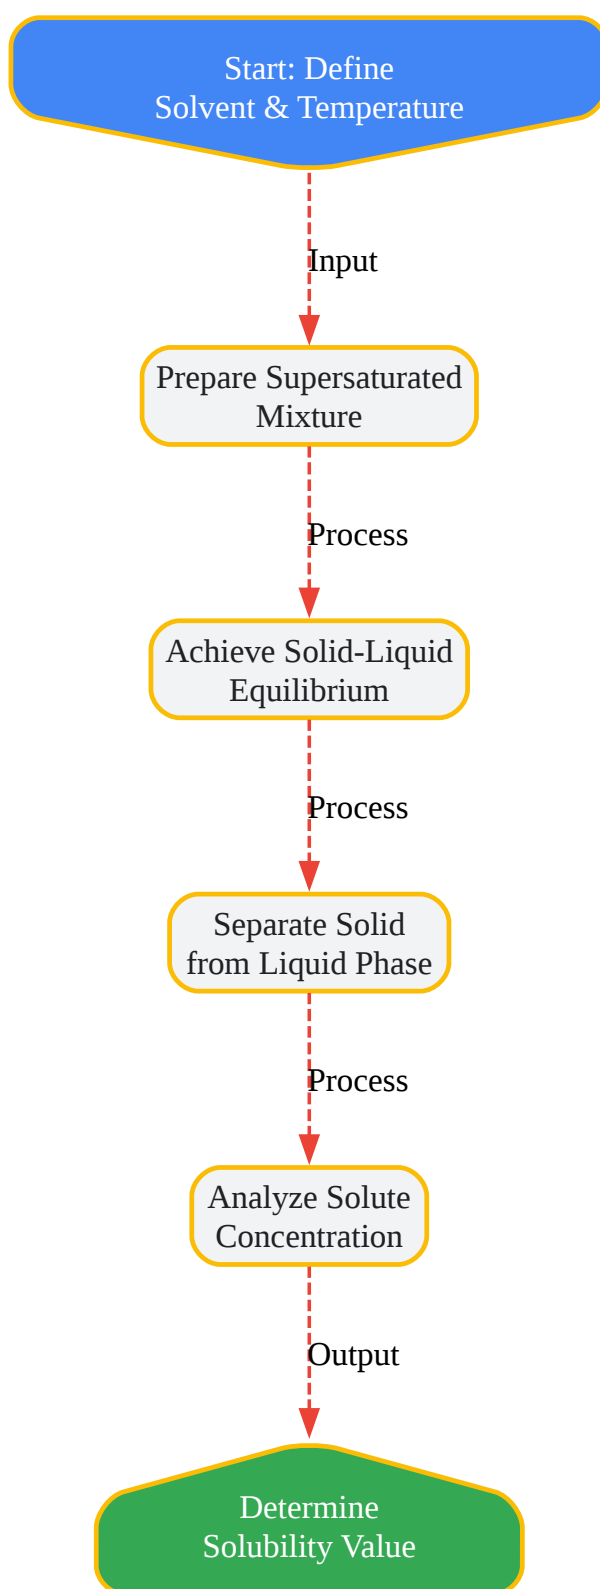 Start: Define
Solvent & Temperature
Input
Prepare Supersaturated
Mixture
Process
Achieve Solid-Liquid
Equilibrium
Process
Separate Solid
from Liquid Phase
Process
Analyze Solute
Concentration
Output
Determine
Solubility Value